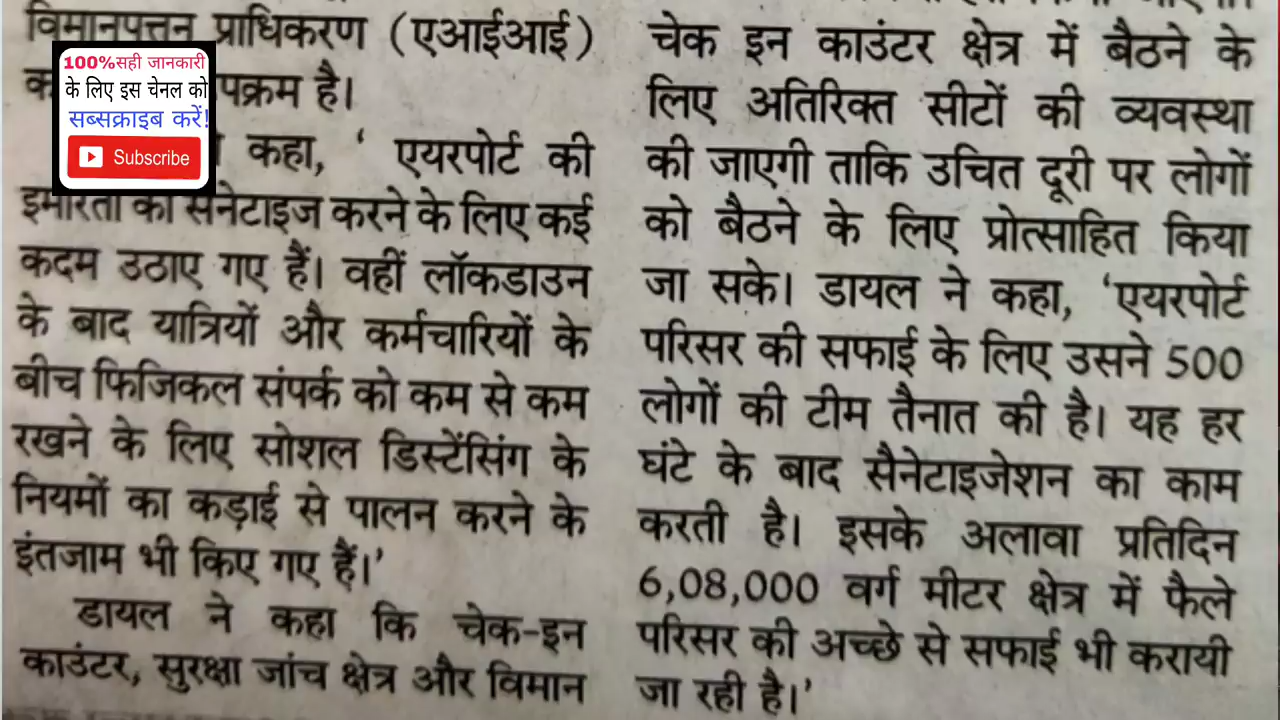 विमानपत्तन प्राधिकरण (एआईआई)
पक्रम है।
कहा, ‘ एयरपोर्ट की
इमारतों को सेनेटाइज करने के लिए कई
कदम उठाए गए हैं। वहीं लॉकडाउन
के बाद यात्रियों और कर्मचारियों के
बीच फिजिकल संपर्क को कम से कम
रखने के लिए सोशल डिस्टेंसिंग के
नियमों का कड़ाई से पालन करने के
इंतजाम भी किए गए हैं।’
डायल ने कहा कि चेक-इन
काउंटर, सुरक्षा जांच क्षेत्र और विमान
चेक इन काउंटर क्षेत्र में बैठने के
लिए अतिरिक्त सीटों की व्यवस्था
की जाएगी ताकि उचित दूरी पर लोगों
को बैठने के लिए प्रोत्साहित किया
जा सके। डायल ने कहा, ‘एयरपोर्ट
परिसर की सफाई के लिए उसने 500
लोगों की टीम तैनात की है। यह हर
घंटे के बाद सैनेटाइजेशन का काम
करती है। इसके अलावा प्रतिदिन
6,08,000 वर्ग मीटर क्षेत्र में फैले
परिसर की अच्छे से सफाई भी करायी
जा रही है।’
100%सही जानकारी
के लिए इस चेनल को
सब्सक्राइब करें!
Subscribe